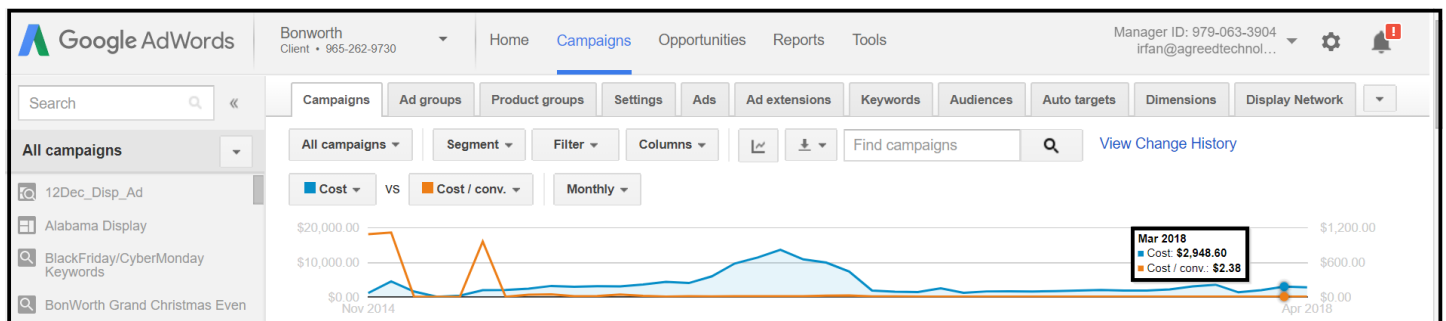 Google AdWords
Bonworth
Client • 965-262-9730
Home Campaigns Opportunities Reports Tools
Manager ID: 979-063-3904
irfan@agreedtechnol...
!
Search «
Campaigns Ad groups Product groups Settings Ads Ad extensions Keywords Audiences Auto targets Dimensions Display Network
All campaigns
All campaigns Segment Filter Columns Find campaigns View Change History
12Dec_Disp_Ad
Cost VS Cost / conv. Monthly
Alabama Display
BlackFriday/CyberMonday
Keywords
BonWorth Grand Christmas Even
$20,000.00 $1,200.00
Mar 2018
Cost: $2,948.60
Cost / conv.: $2.38
$10,000.00 $600.00
$0.00 $0.00
Nov 2014 Apr 2018